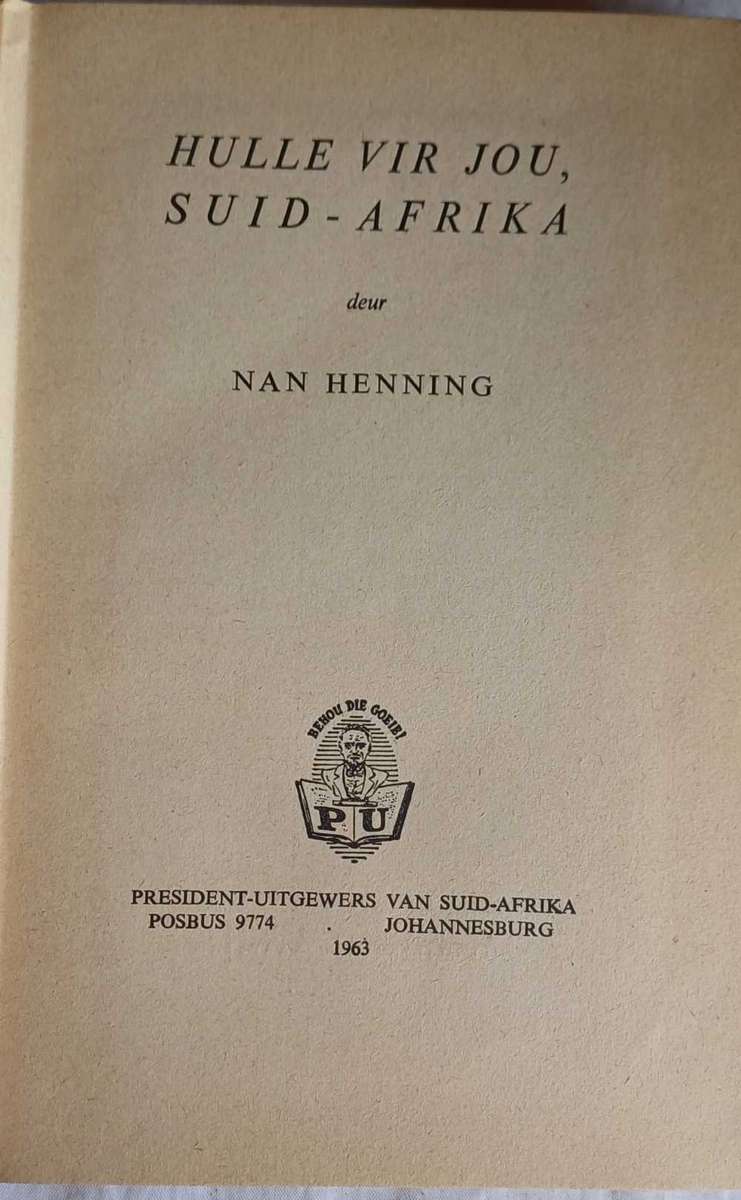 HULLE VIR JOU,
SUID-AFRIKA
deur
NAN HENNING
BEHOU DIE GOEIE!
PU
PRESIDENT-UITGEWERS VAN SUID-AFRIKA
POSBUS 9774 . JOHANNESBURG
1963